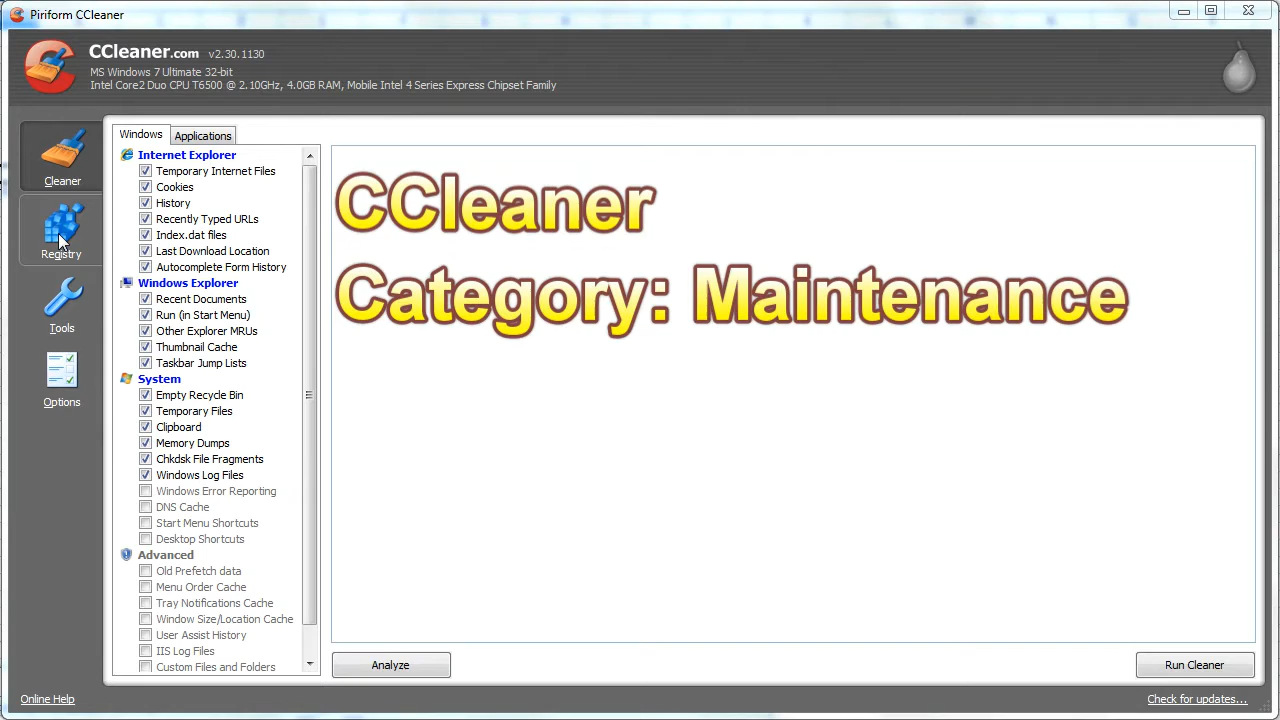 Piriform CCleaner
CCleaner.com v2.30.1130
MS Windows 7 Ultimate 32-bit
Intel Core2 Duo CPU T6500 @ 2.10GHz, 4.0GB RAM, Mobile Intel 4 Series Express Chipset Family
Cleaner
Registry
Tools
Options
Windows
Applications
Internet Explorer
Temporary Internet Files
Cookies
History
Recently Typed URLs
Index.dat files
Last Download Location
Autocomplete Form History
Windows Explorer
Recent Documents
Run (in Start Menu)
Other Explorer MRUs
Thumbnail Cache
Taskbar Jump Lists
System
Empty Recycle Bin
Temporary Files
Clipboard
Memory Dumps
Chkdsk File Fragments
Windows Log Files
Windows Error Reporting
DNS Cache
Start Menu Shortcuts
Desktop Shortcuts
Advanced
Old Prefetch data
Menu Order Cache
Tray Notifications Cache
Window Size/Location Cache
User Assist History
IIS Log Files
Custom Files and Folders
CCleaner
Category: Maintenance
Analyze
Run Cleaner
Online Help
Check for updates...